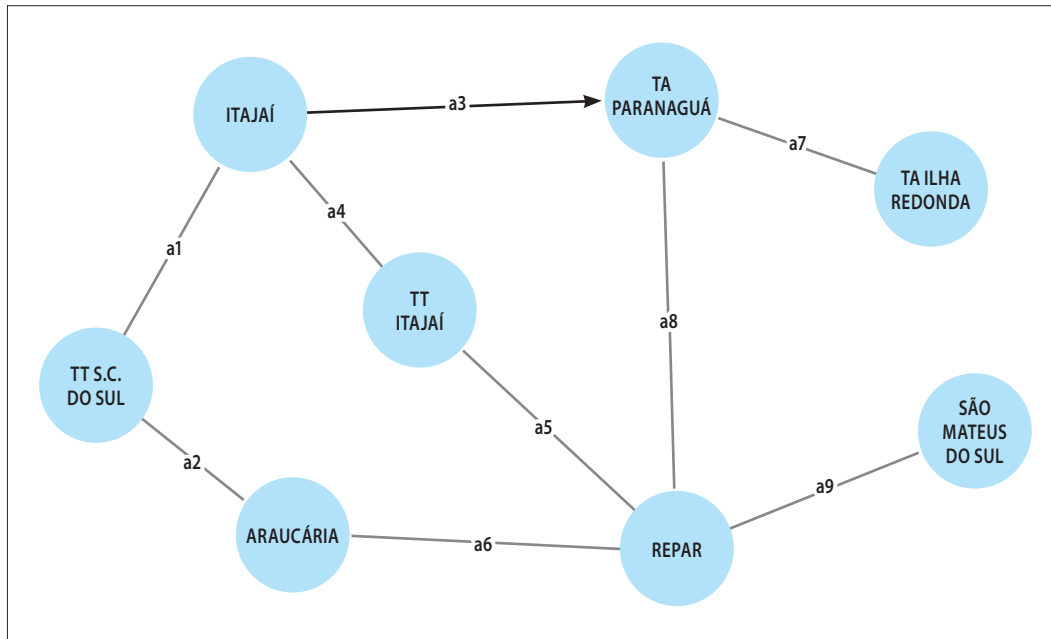 ITAJAÍ
a3
TA
PARANAGUÁ
a7
TA ILHA
REDONDA
a4
a1
TT
ITAJAÍ
a8
TT S.C.
DO SUL
a5
SÃO
MATEUS
DO SUL
a2
a9
ARAUCÁRIA
a6
REPAR